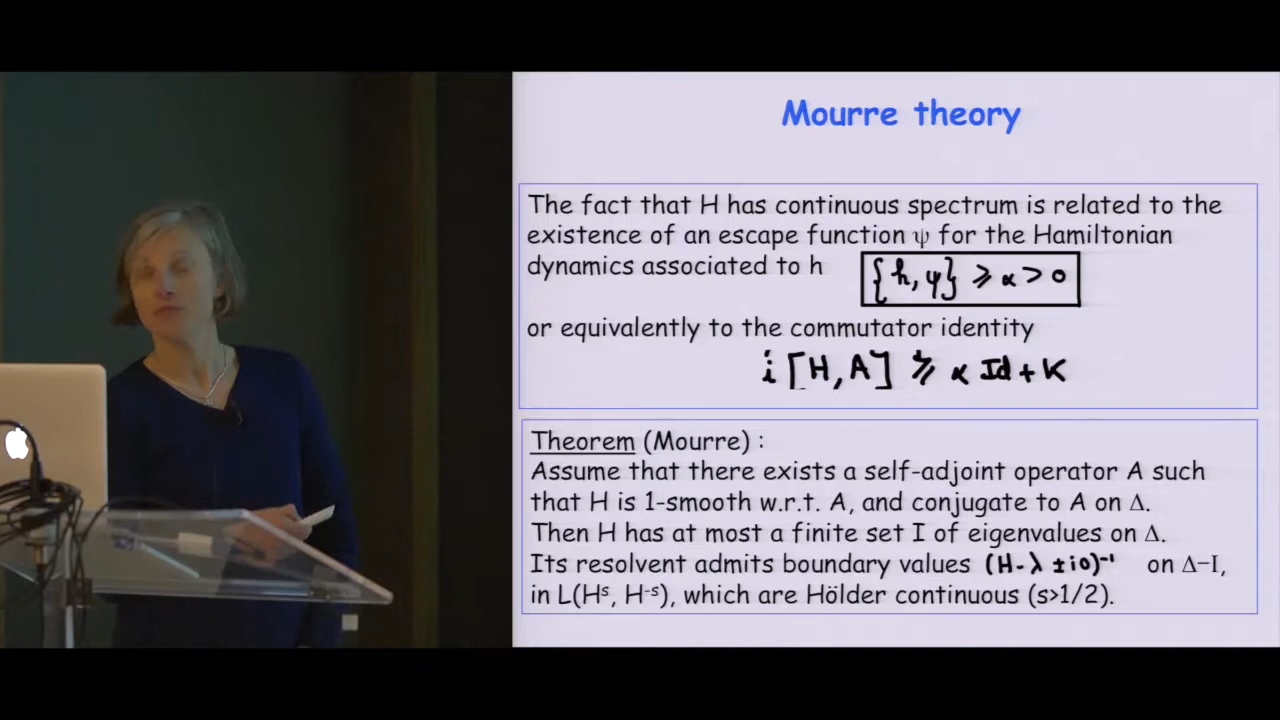 Mourre theory
The fact that H has continuous spectrum is related to the
existence of an escape function ψ for the Hamiltonian
dynamics associated to h
{h, ψ} ⩾ α > 0
or equivalently to the commutator identity
i [H, A] ⩾ α Id + K
Theorem (Mourre) :
Assume that there exists a self-adjoint operator A such
that H is 1-smooth w.r.t. A, and conjugate to A on Δ.
Then H has at most a finite set I of eigenvalues on Δ.
Its resolvent admits boundary values (H - λ ± i0)⁻¹ on Δ-I,
in L(Hˢ, H⁻ˢ), which are Hölder continuous (s>1/2).